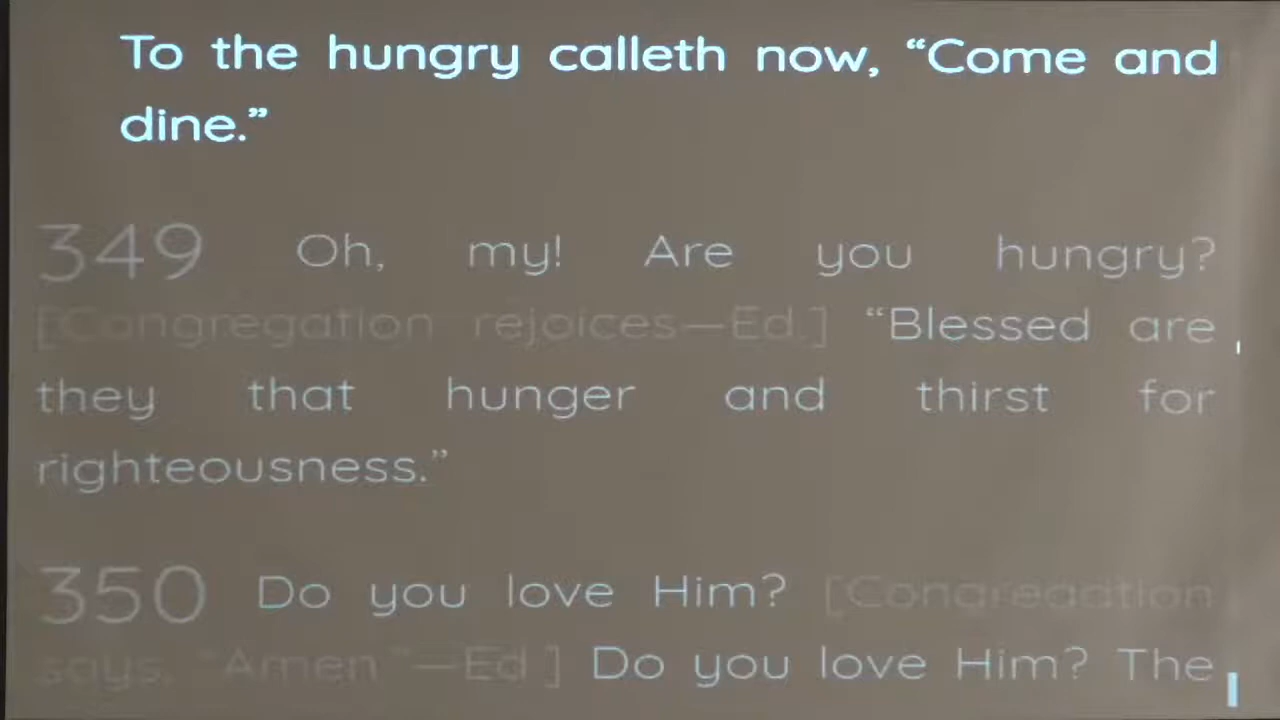 To the hungry calleth now, “Come and
dine.”
349 Oh, my! Are you hungry?
[Congregation rejoices—Ed.] “Blessed are
they that hunger and thirst for
righteousness.”
350 Do you love Him? [Congregation
says, “Amen.”—Ed.] Do you love Him? The